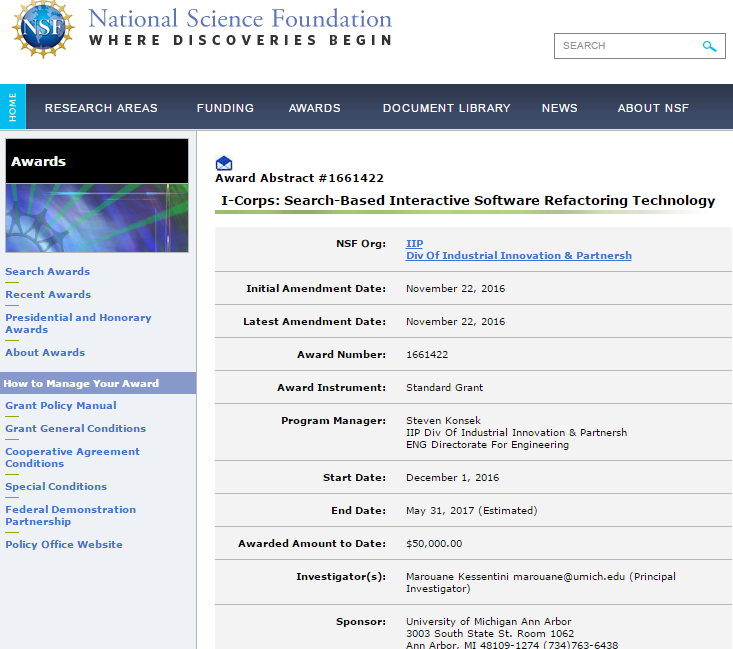 NSF
National Science Foundation
WHERE DISCOVERIES BEGIN
SEARCH
HOME
RESEARCH AREAS
FUNDING
AWARDS
DOCUMENT LIBRARY
NEWS
ABOUT NSF
Awards
Search Awards
Recent Awards
Presidential and Honorary
Awards
About Awards
How to Manage Your Award
Grant Policy Manual
Grant General Conditions
Cooperative Agreement
Conditions
Special Conditions
Federal Demonstration
Partnership
Policy Office Website
Award Abstract #1661422
I-Corps: Search-Based Interactive Software Refactoring Technology
NSF Org: IIP
Div Of Industrial Innovation & Partnersh
Initial Amendment Date: November 22, 2016
Latest Amendment Date: November 22, 2016
Award Number: 1661422
Award Instrument: Standard Grant
Program Manager: Steven Konsek
IIP Div Of Industrial Innovation & Partnersh
ENG Directorate For Engineering
Start Date: December 1, 2016
End Date: May 31, 2017 (Estimated)
Awarded Amount to Date: $50,000.00
Investigator(s): Marouane Kessentini marouane@umich.edu (Principal
Investigator)
Sponsor: University of Michigan Ann Arbor
3003 South State St. Room 1062
Ann Arbor, MI 48109-1274 (734)763-6438